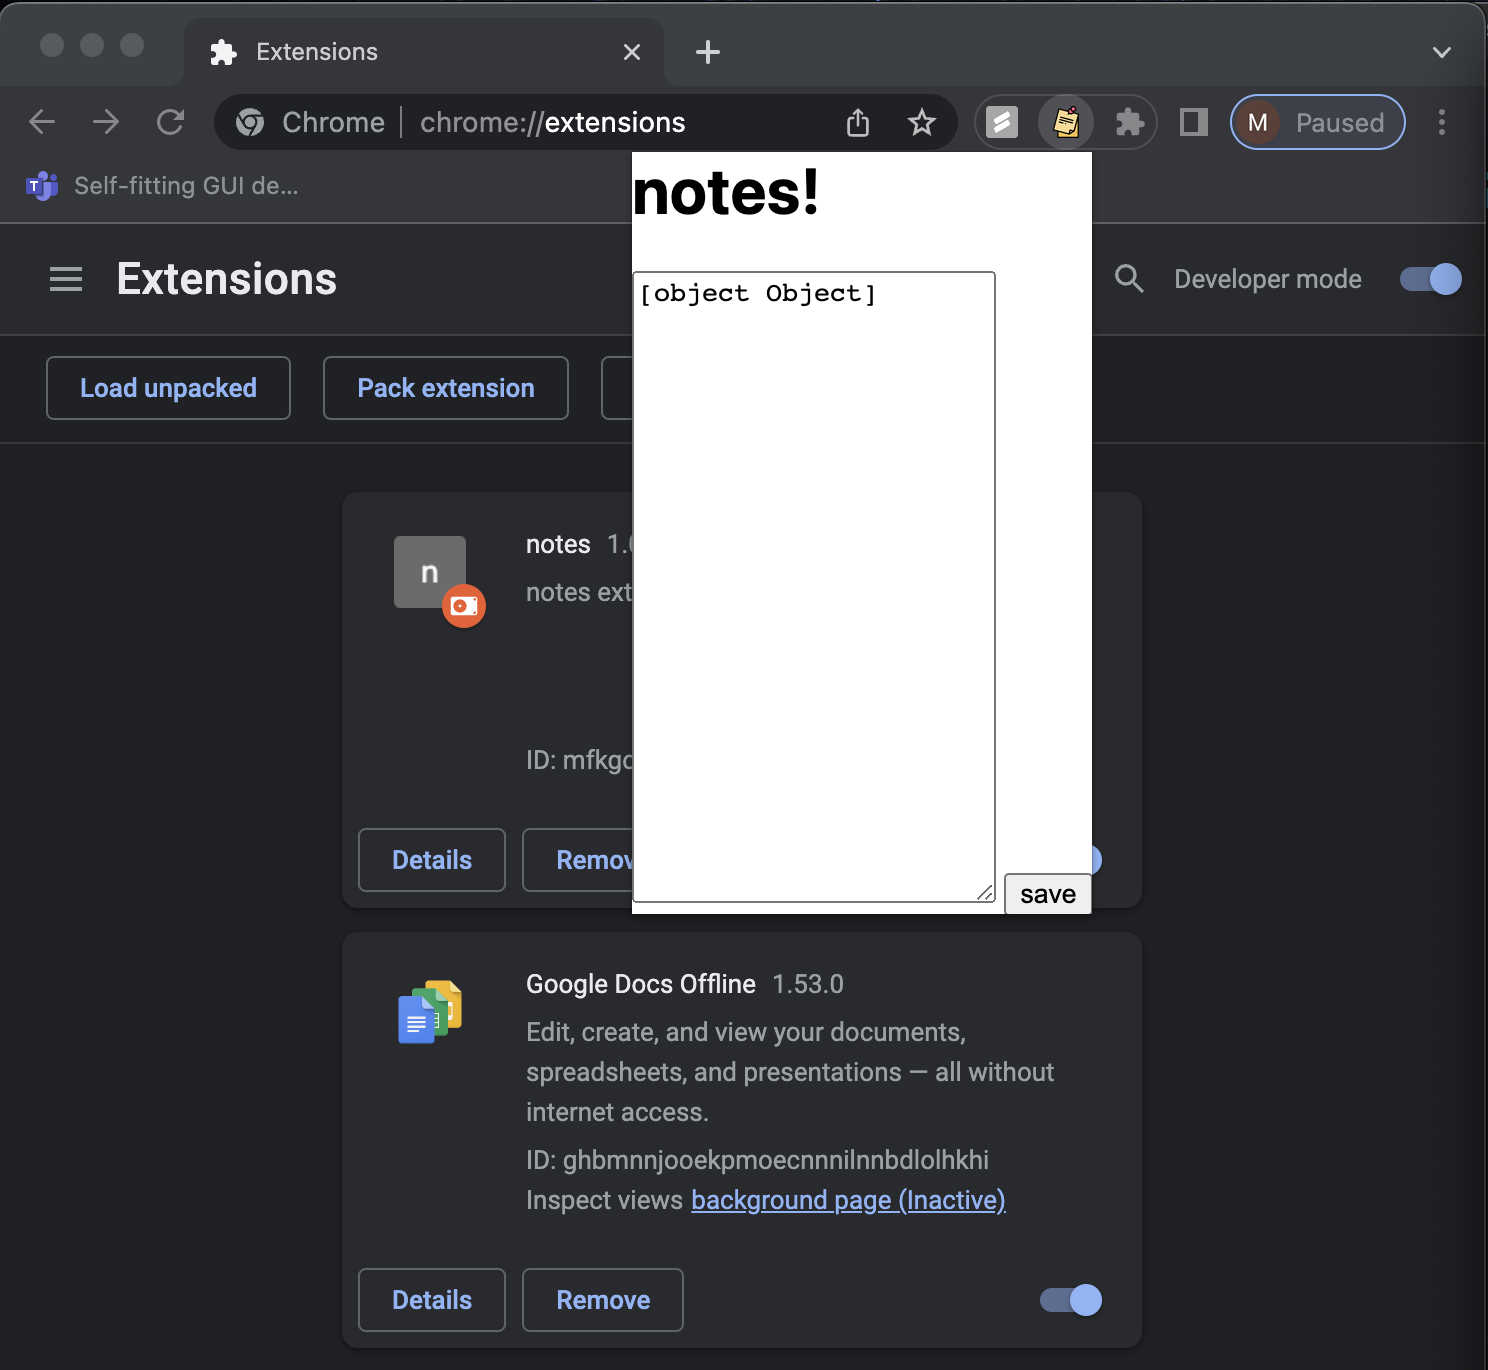 Extensions
Chrome chrome://extensions
M Paused
Self-fitting GUI de...
notes!
Extensions
Developer mode
[object Object]
Load unpacked
Pack extension
n
notes 1.0
notes ext
ID: mfkgc
Details
Remov
save
Google Docs Offline 1.53.0
Edit, create, and view your documents,
spreadsheets, and presentations — all without
internet access.
ID: ghbmnnjooekpmoecnnnilnnbdlolhkhi
Inspect views background page (Inactive)
Details
Remove